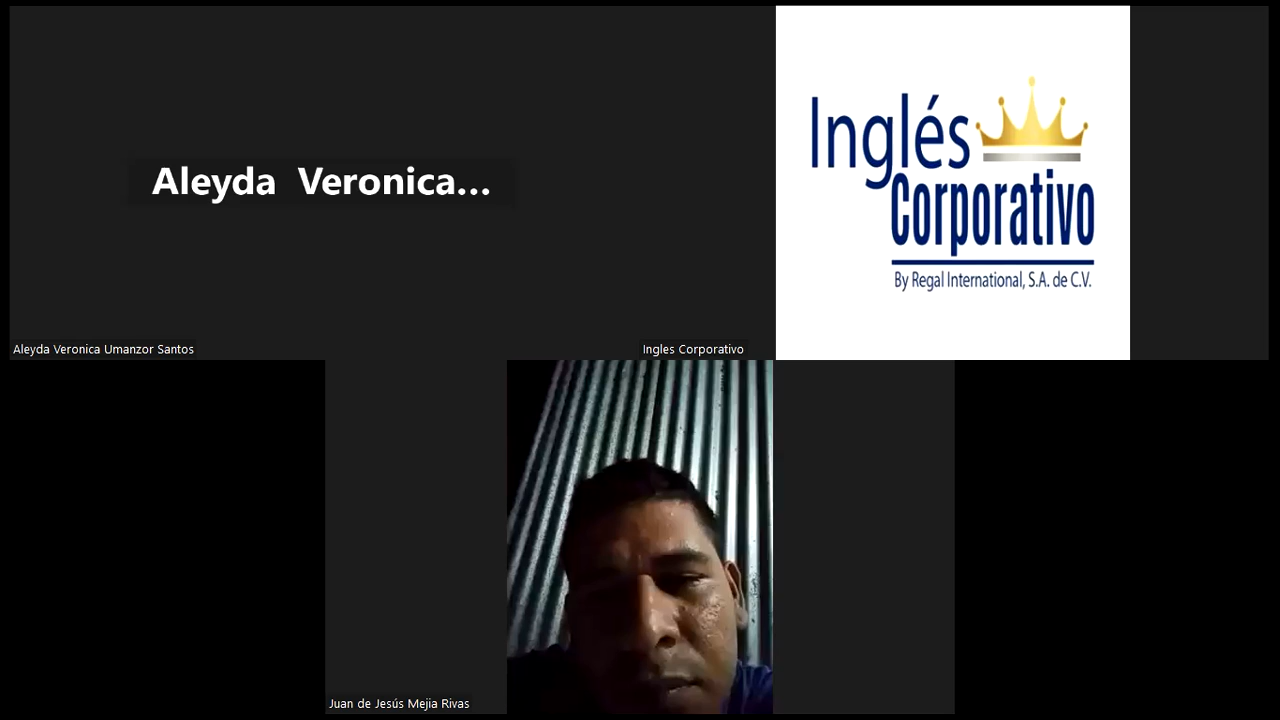 Aleyda Veronica...
Inglés
Corporativo
By Regal International, S.A. de C.V.
Aleyda Veronica Umanzor Santos
Ingles Corporativo
Juan de Jesús Mejia Rivas